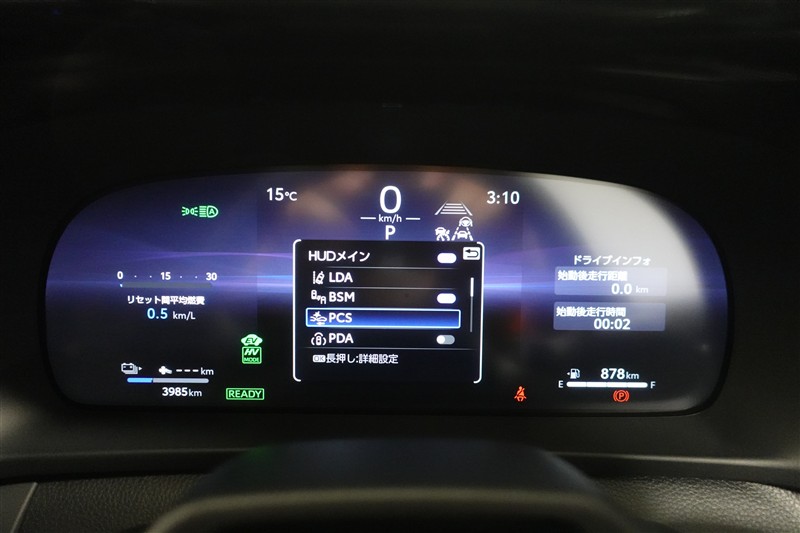 15℃
0
km/h
P
3:10
A
0 · 15 · 30
リセット間平均燃費
0.5 km/L
EV
HV
MODE
--- km
3985km
READY
HUDメイン
LDA
BSM
PCS
PDA
OK長押し:詳細設定
ドライブインフォ
始動後走行距離
0.0 km
始動後走行時間
00:02
878km
E F
P